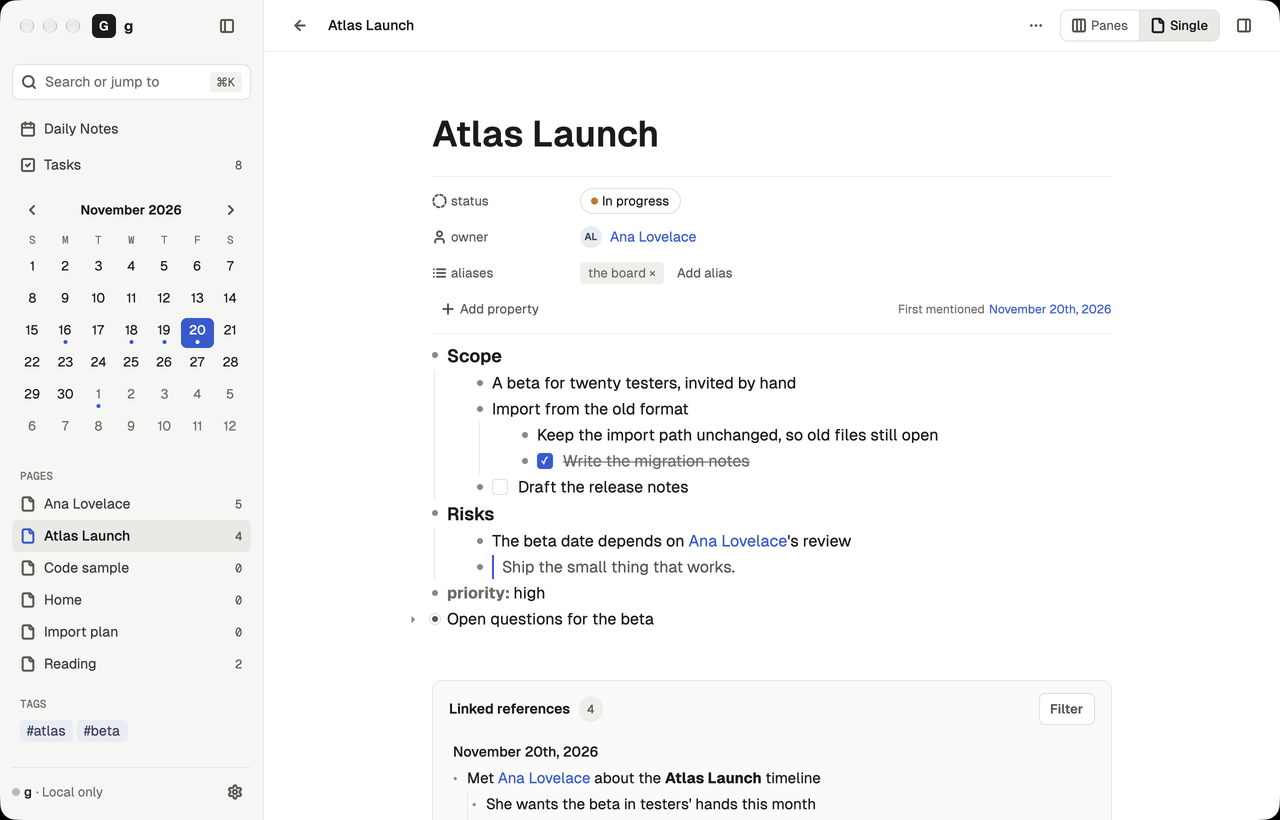 G g
Search or jump to ⌘K
Daily Notes
Tasks 8
November 2026
S M T W T F S
1 2 3 4 5 6 7
8 9 10 11 12 13 14
15 16 17 18 19 20 21
22 23 24 25 26 27 28
29 30 1 2 3 4 5
6 7 8 9 10 11 12
PAGES
Ana Lovelace 5
Atlas Launch 4
Code sample 0
Home 0
Import plan 0
Reading 2
TAGS
#atlas #beta
g · Local only
Atlas Launch
Panes Single
Atlas Launch
status In progress
owner AL Ana Lovelace
aliases the board × Add alias
Add property First mentioned November 20th, 2026
Scope
A beta for twenty testers, invited by hand
Import from the old format
Keep the import path unchanged, so old files still open
Write the migration notes
Draft the release notes
Risks
The beta date depends on Ana Lovelace's review
Ship the small thing that works.
priority: high
Open questions for the beta
Linked references 4 Filter
November 20th, 2026
Met Ana Lovelace about the Atlas Launch timeline
She wants the beta in testers' hands this month